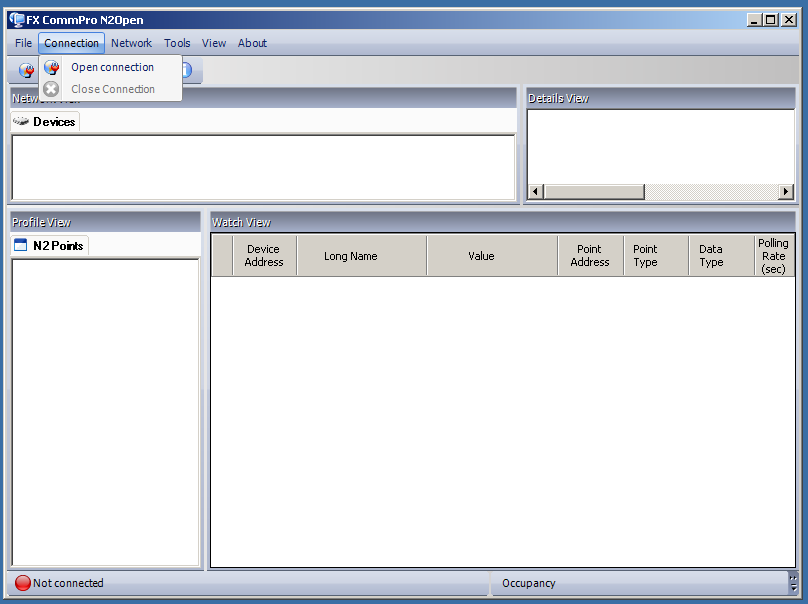 FX CommPro N2Open
File Connection Network Tools View About
Open connection
Close Connection
Details View
Devices
Profile View
N2 Points
Watch View
Device Address
Long Name
Value
Point Address
Point Type
Data Type
Polling Rate (sec)
Not connected
Occupancy